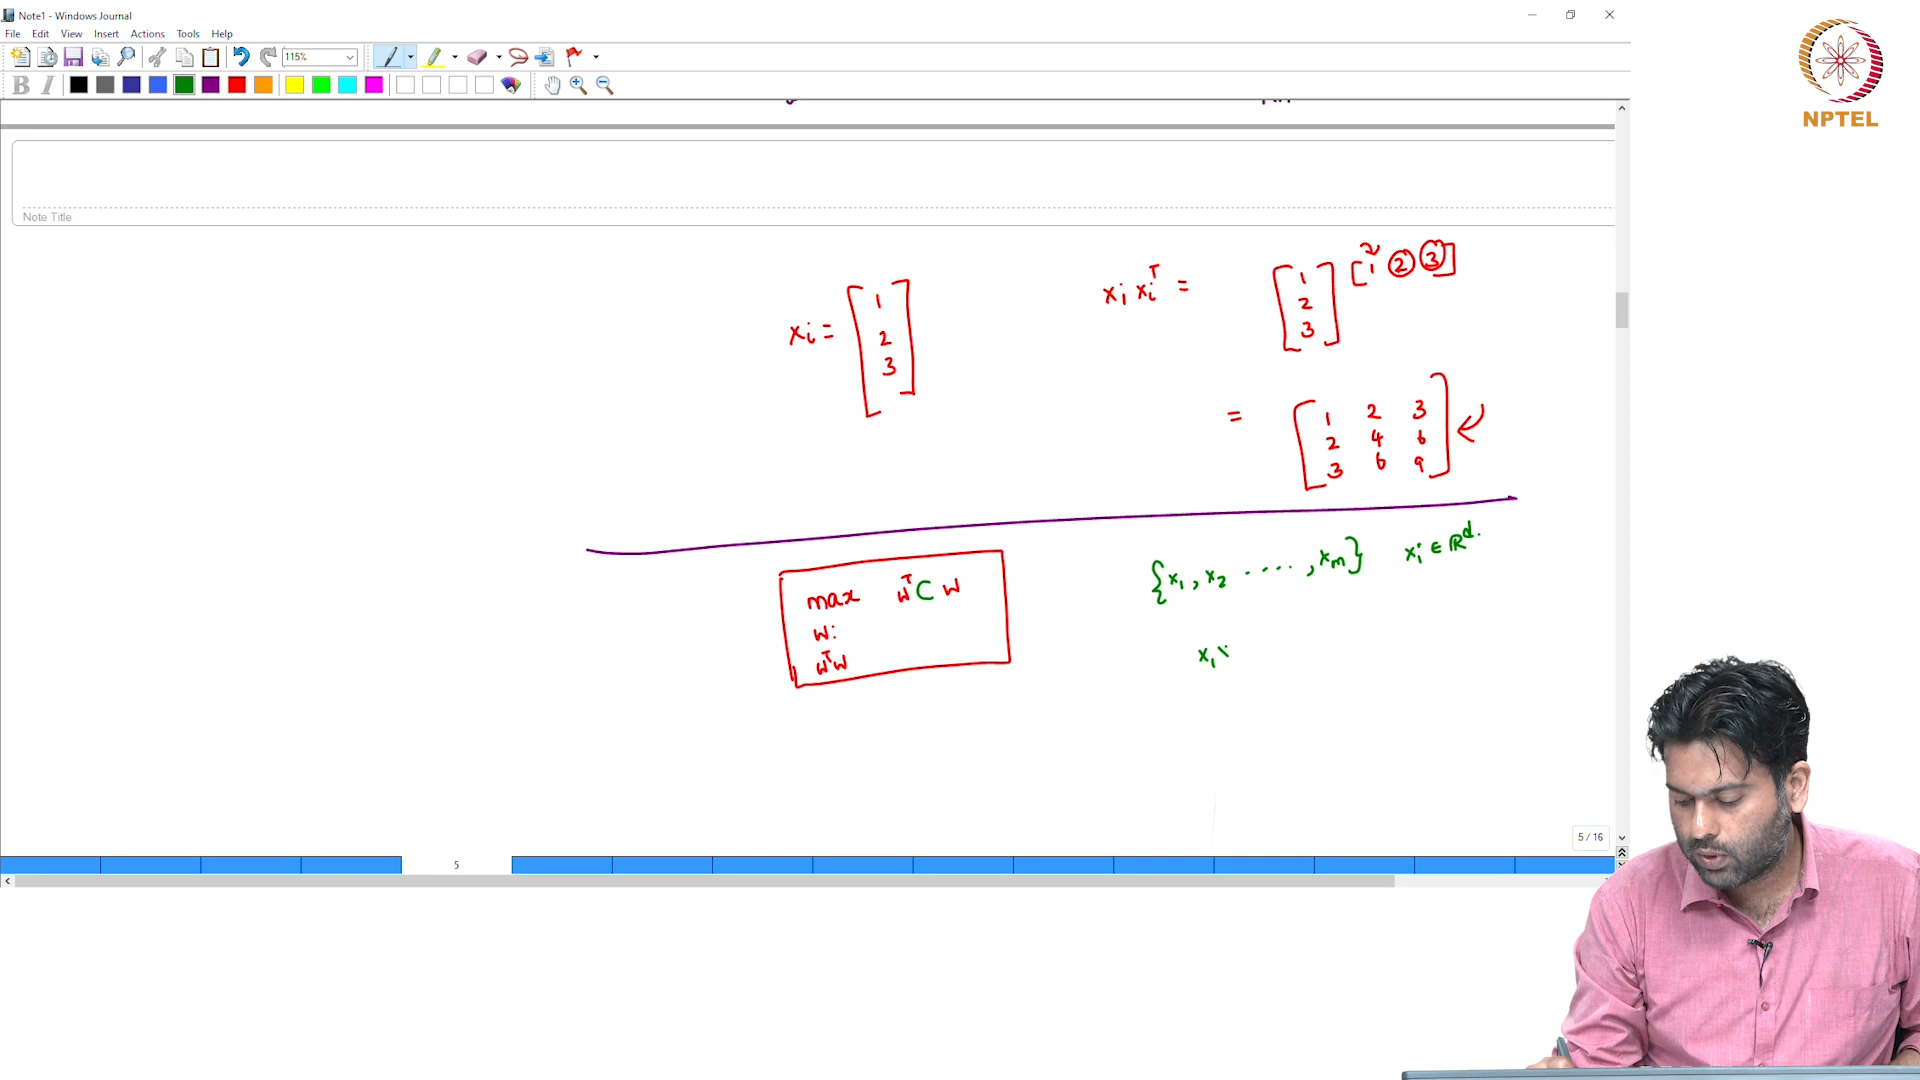 Note1 - Windows Journal
File Edit View Insert Actions Tools Help
115%
B I
NPTEL
Note Title
xi = [1 2 3]
xi xiᵀ = [1 2 3] [1 2 3]
= [1 2 3
2 4 6
3 6 9]
{x₁, x₂ ....., xm} xi ∈ ℝᵈ.
max wᵀ C w
w:
wᵀw
x₁
5 / 16
5